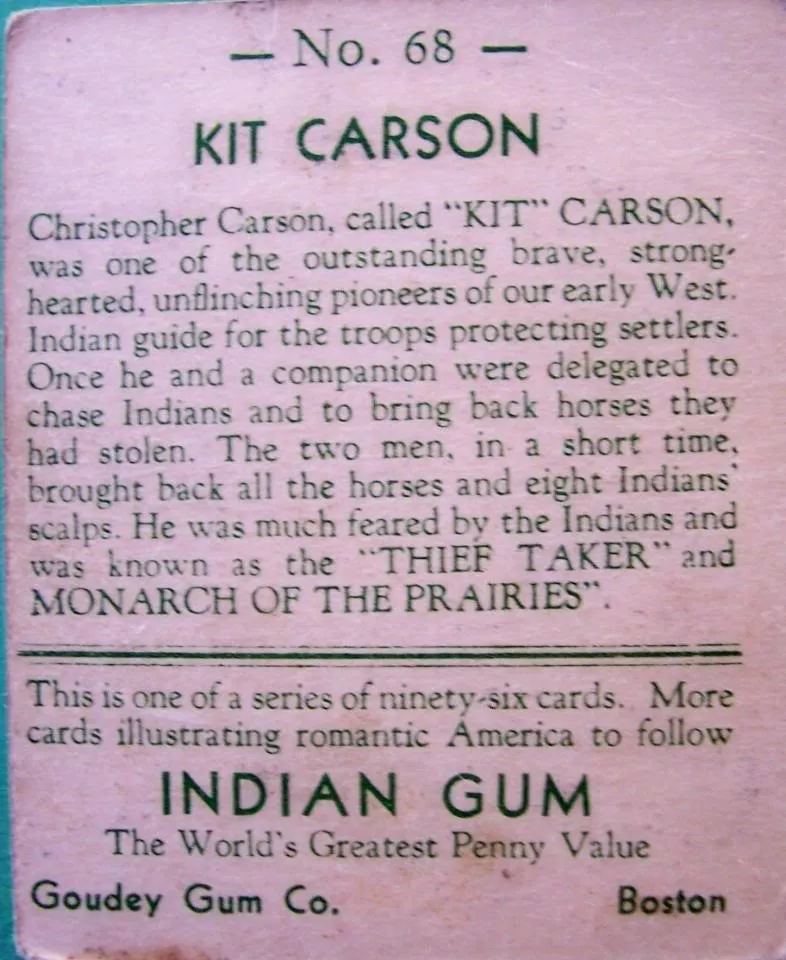 — No. 68 —
KIT CARSON
Christopher Carson, called "KIT" CARSON,
was one of the outstanding brave, strong-
hearted, unflinching pioneers of our early West.
Indian guide for the troops protecting settlers.
Once he and a companion were delegated to
chase Indians and to bring back horses they
had stolen. The two men, in a short time,
brought back all the horses and eight Indians'
scalps. He was much feared by the Indians and
was known as the "THIEF TAKER" and
MONARCH OF THE PRAIRIES".
This is one of a series of ninety-six cards. More
cards illustrating romantic America to follow
INDIAN GUM
The World's Greatest Penny Value
Goudey Gum Co. Boston